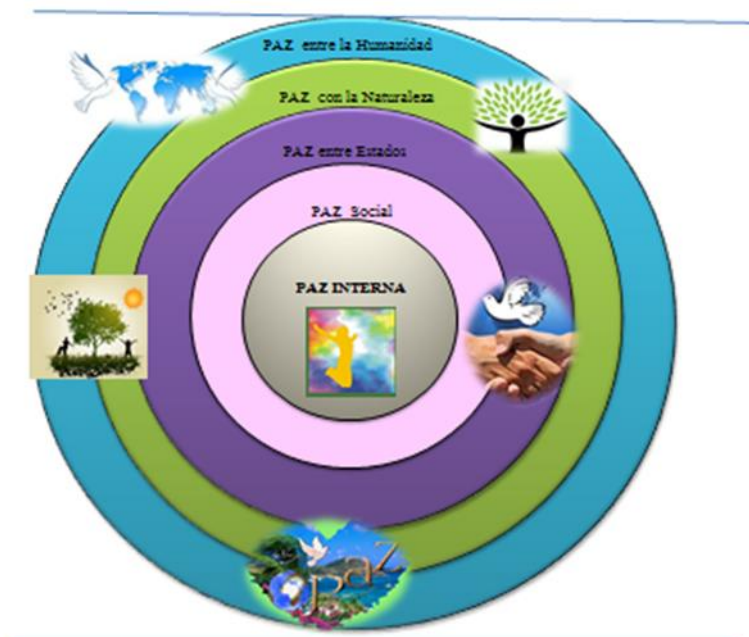 PAZ entre la Humanidad
PAZ con la Naturaleza
PAZ entre Estados
PAZ Social
PAZ INTERNA
paz